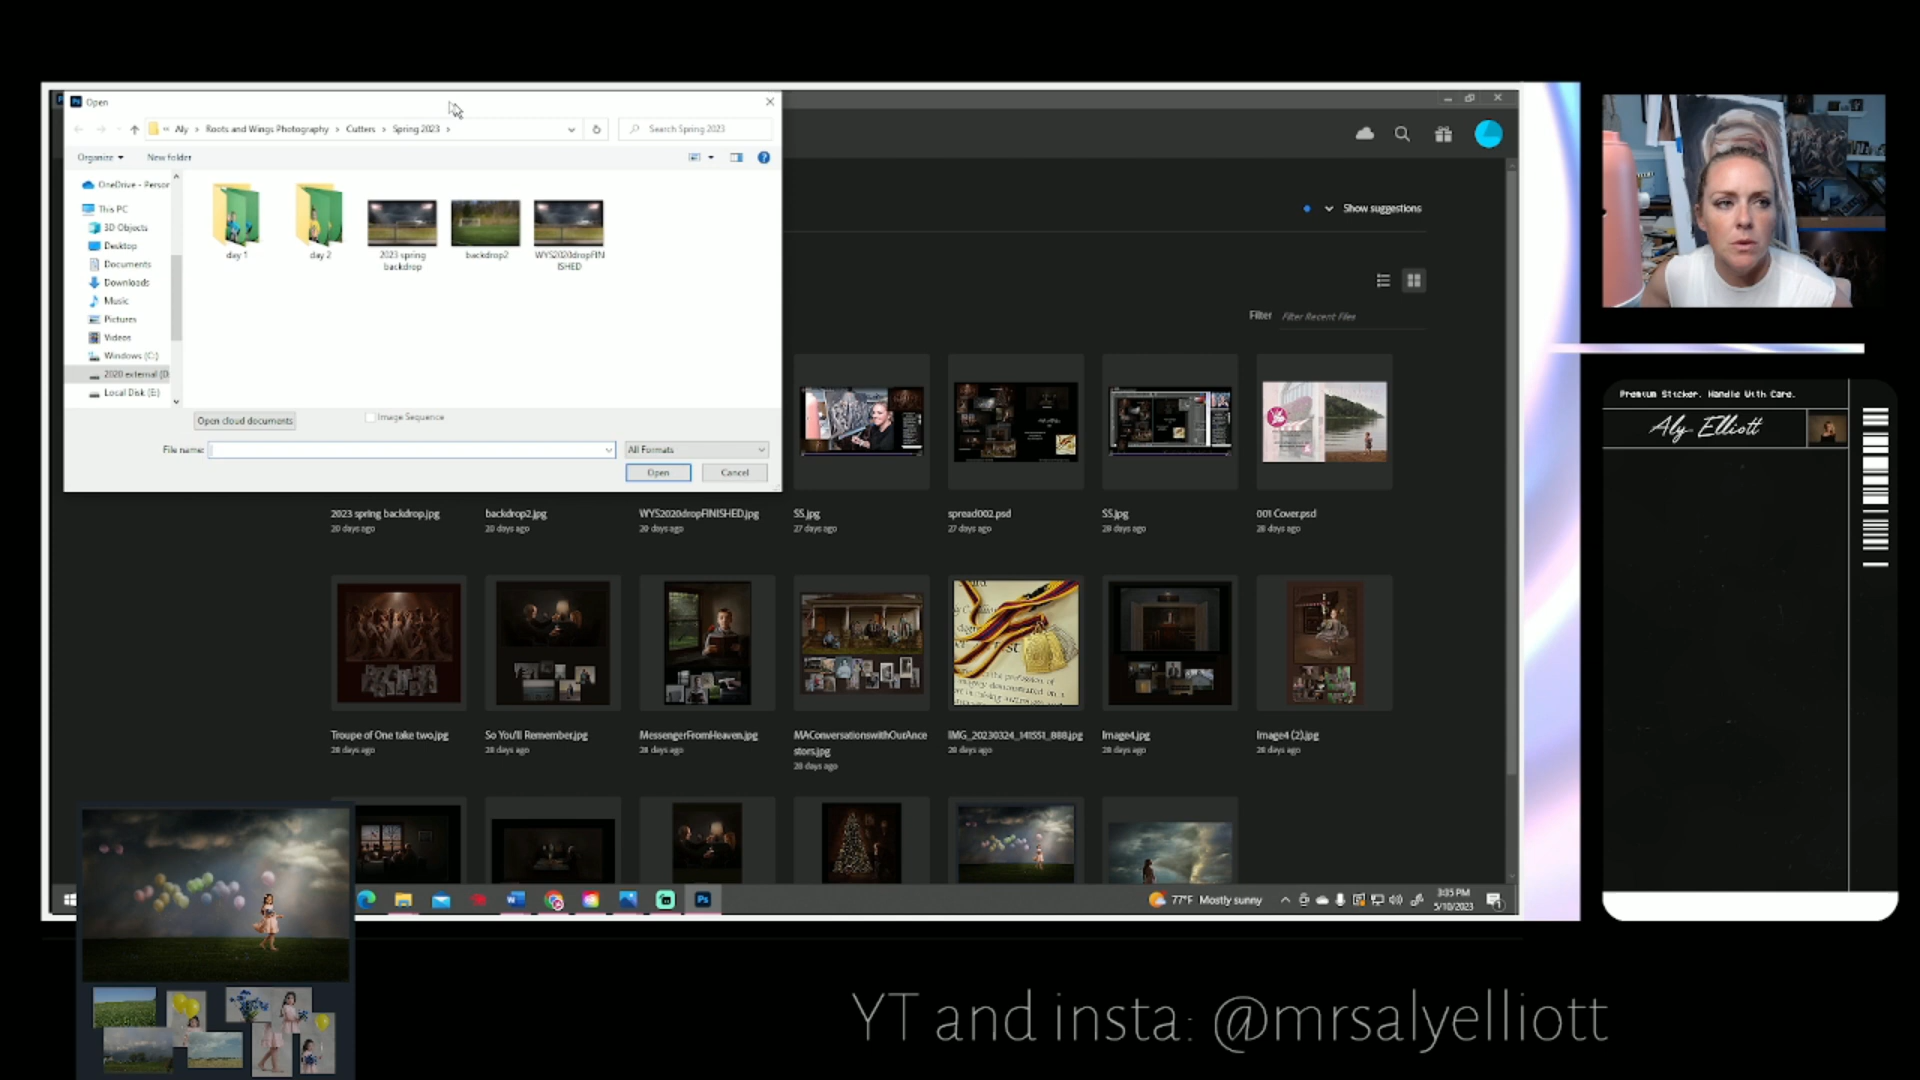 Open
Aly > Roots and Wings Photography > Cutters > Spring 2023 >
Search Spring 2023
Organize
New folder
OneDrive - Person
This PC
3D Objects
Desktop
Documents
Downloads
Music
Pictures
Videos
Windows (C:)
2020 external (D:
Local Disk (E:)
day 1
day 2
2023 spring
backdrop
backdrop2
WYS2020dropFIN
ISHED
Open cloud documents
Image Sequence
File name:
All Formats
Open
Cancel
Show suggestions
Filter
Filter Recent Files
2023 spring backdrop.jpg
20 days ago
backdrop2.jpg
20 days ago
WYS2020dropFINISHED.jpg
20 days ago
SS.jpg
27 days ago
spread002.psd
27 days ago
SS.jpg
28 days ago
001 Cover.psd
28 days ago
Troupe of One take two.jpg
28 days ago
So You'll Remember.jpg
28 days ago
MessengerFromHeaven.jpg
28 days ago
MAConversationswithOurAnce
stors.jpg
28 days ago
IMG_20230324_141551_888.jpg
28 days ago
Image4.jpg
28 days ago
Image4 (2).jpg
28 days ago
77°F Mostly sunny
3:35 PM
5/10/2023
Premium Sticker. Handle With Care.
Aly Elliott
YT and insta: @mrsalyelliott